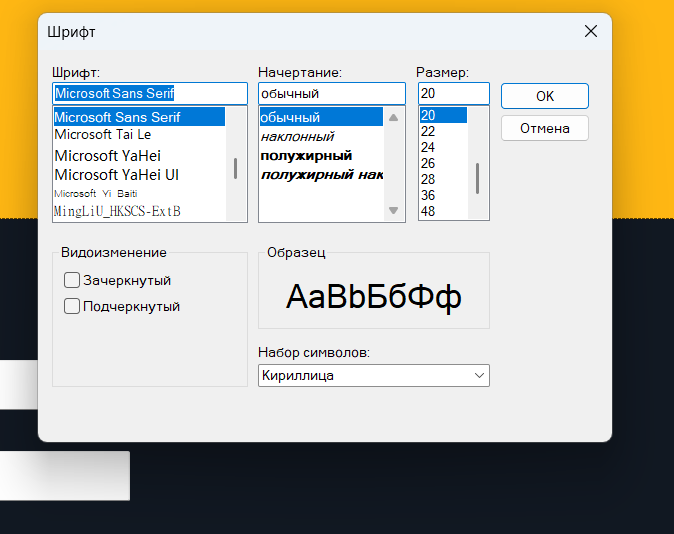 Шрифт
Шрифт:
Начертание:
Размер:
Microsoft Sans Serif
обычный
20
OK
Microsoft Sans Serif
Microsoft Tai Le
Microsoft YaHei
Microsoft YaHei UI
Microsoft Yi Baiti
MingLiU_HKSCS-ExtB
обычный
наклонный
полужирный
полужирный нак
20
22
24
26
28
36
48
Отмена
Видоизменение
Зачеркнутый
Подчеркнутый
Образец
АаBbБбФф
Набор символов:
Кириллица